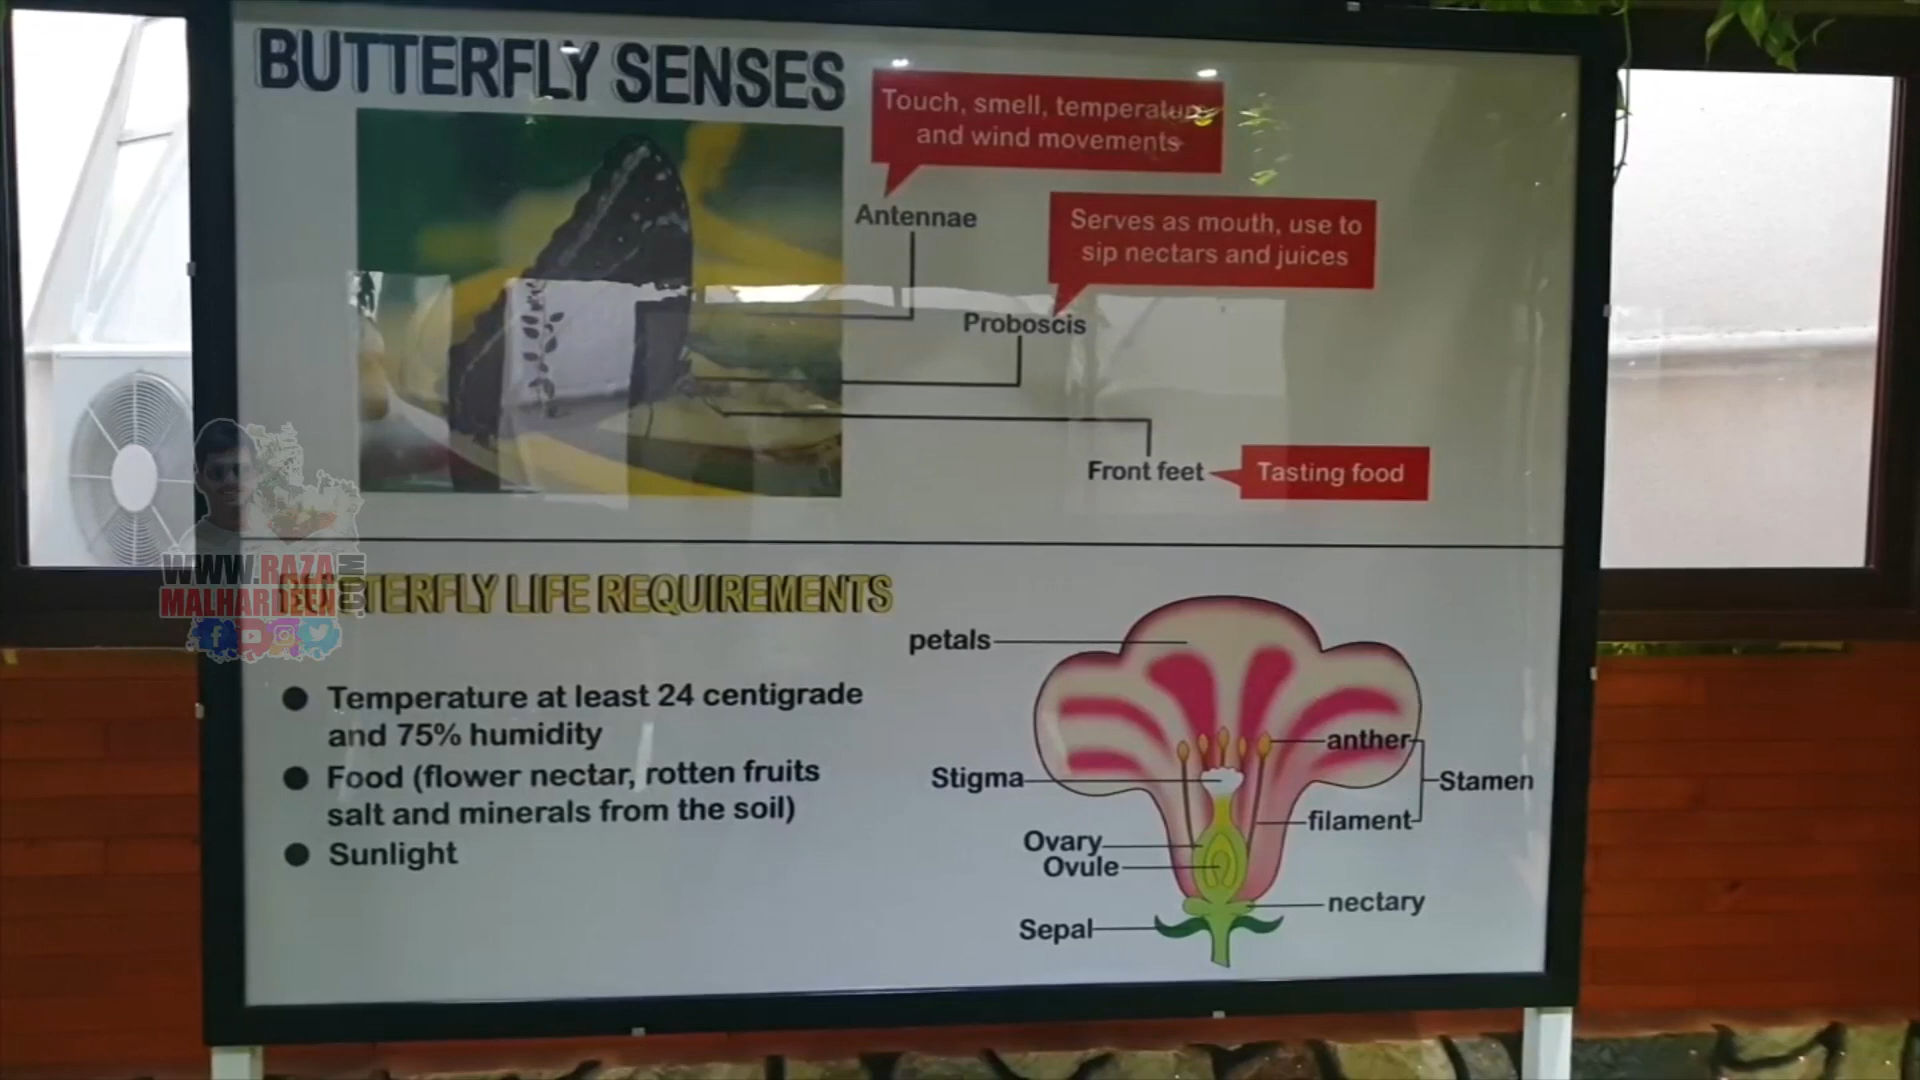 BUTTERFLY SENSES
Touch, smell, temperature
and wind movements
Antennae
Serves as mouth, use to
sip nectars and juices
Proboscis
Front feet
Tasting food
WWW.RAZA
MALHARDEEN
.COM
BUTTERFLY LIFE REQUIREMENTS
● Temperature at least 24 centigrade
and 75% humidity
● Food (flower nectar, rotten fruits
salt and minerals from the soil)
● Sunlight
petals
anther
Stigma
Stamen
filament
Ovary
Ovule
nectary
Sepal